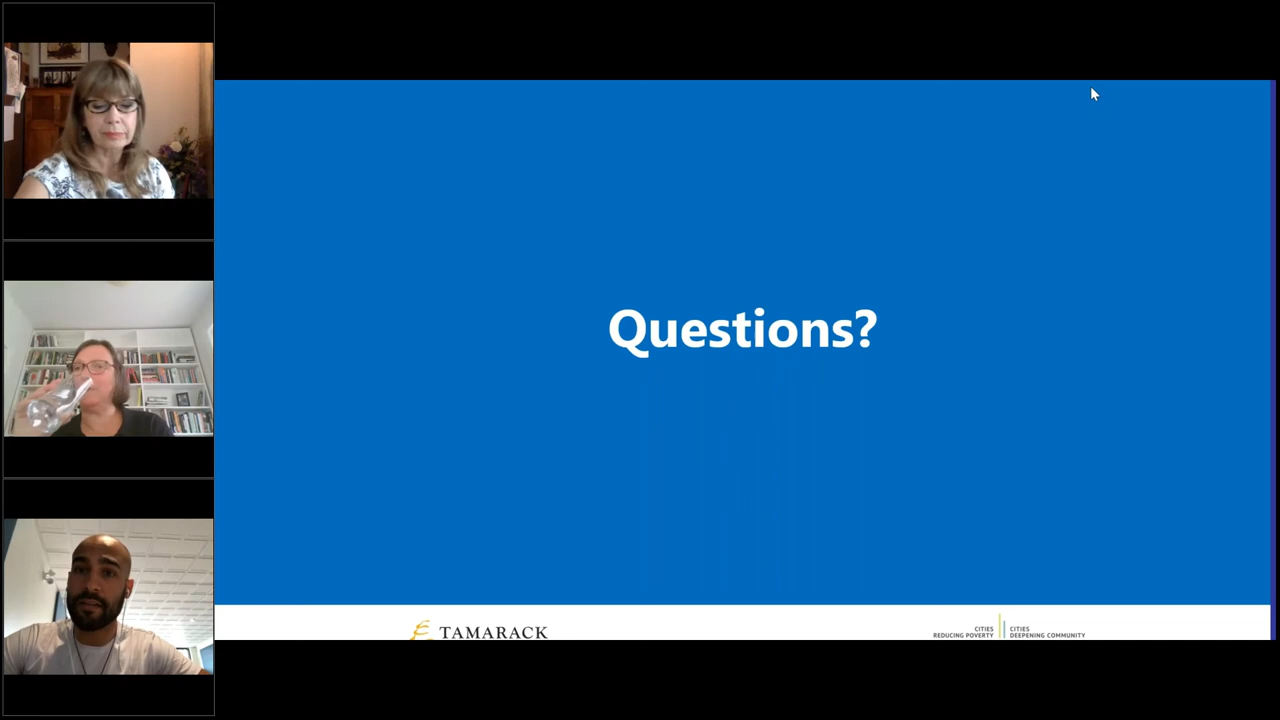 Questions?
TAMARACK
CITIES
REDUCING POVERTY
CITIES
DEEPENING COMMUNITY